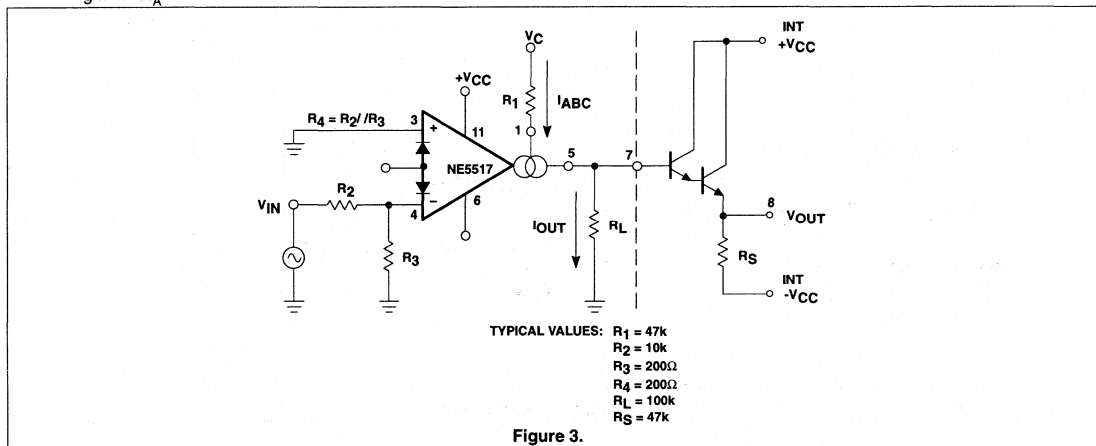 A
VC
INT
+VCC
+VCC
R1
IABC
R4 = R2/ /R3
3
+
11
1
5
7
NE5517
R2
VIN
4
–
6
8
VOUT
IOUT
RL
R3
RS
INT
-VCC
TYPICAL VALUES: R1 = 47k
R2 = 10k
R3 = 200Ω
R4 = 200Ω
RL = 100k
RS = 47k
Figure 3.